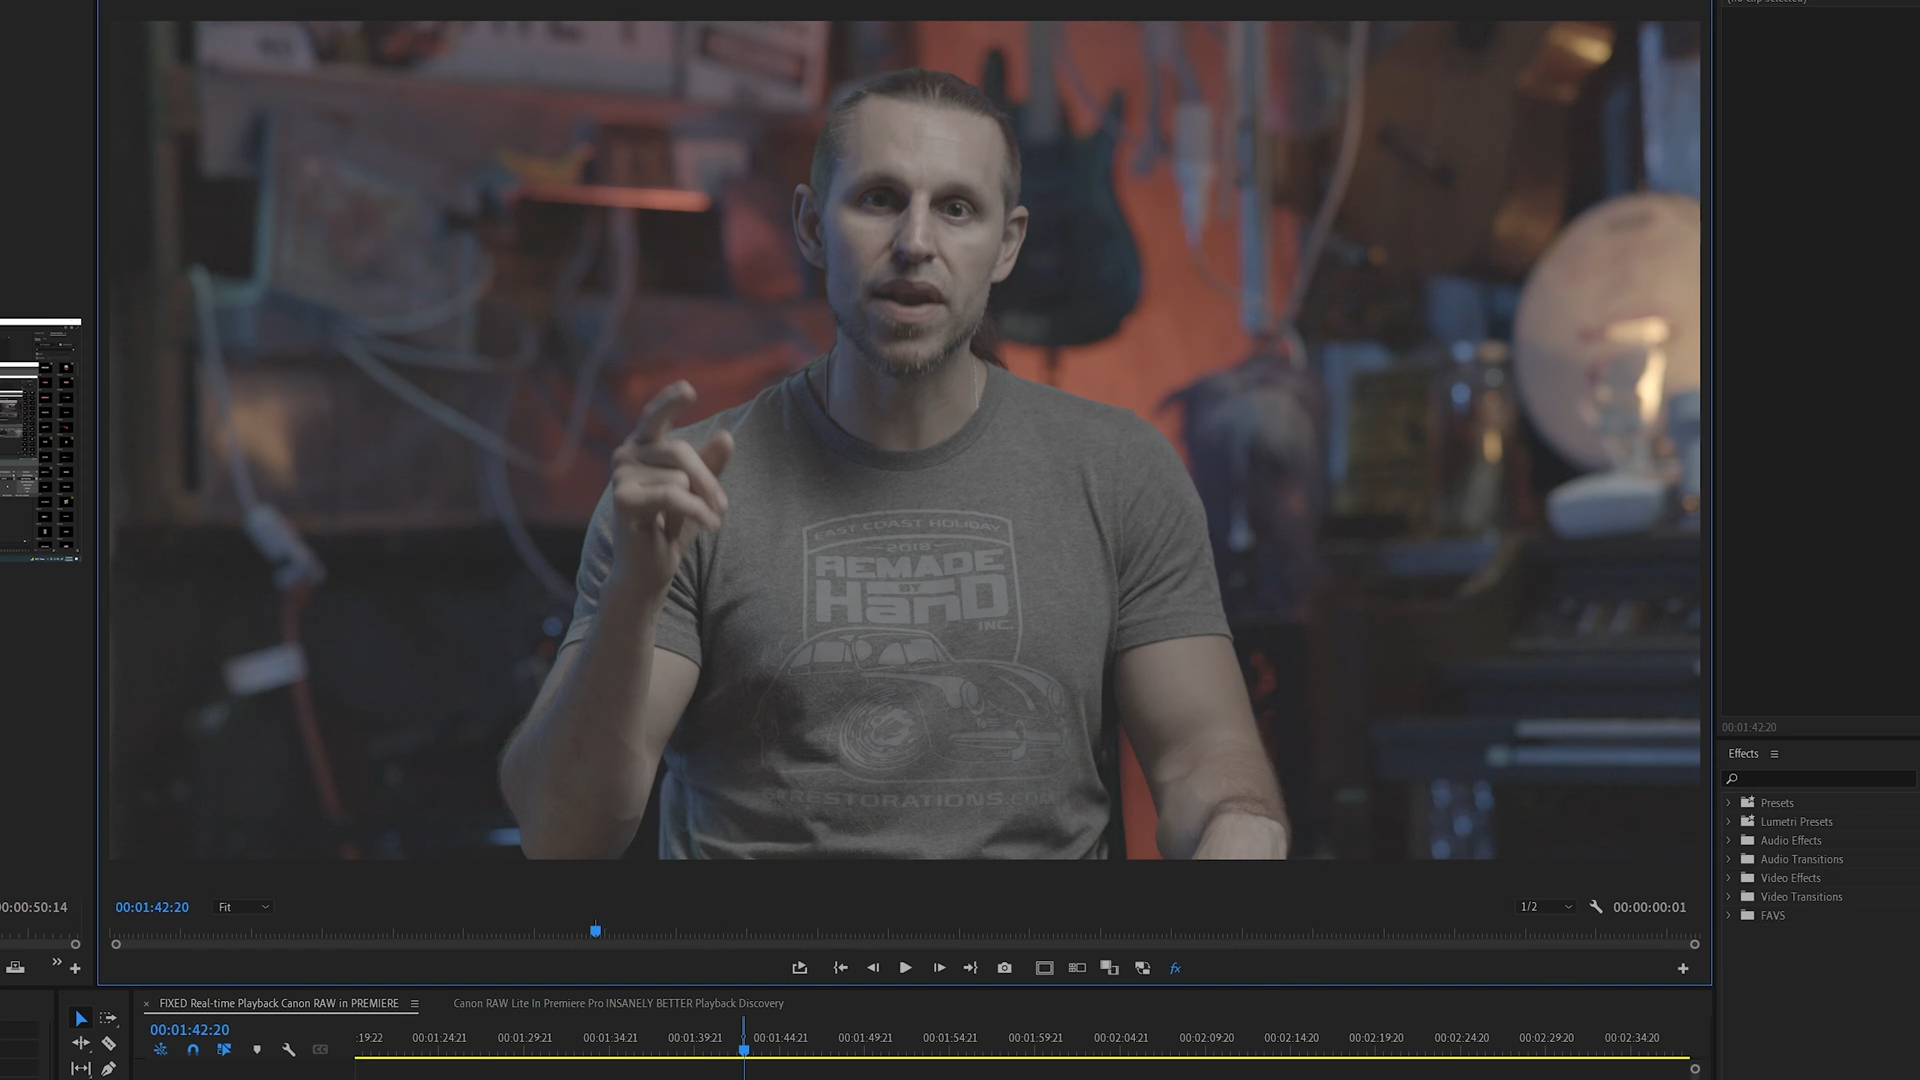 EAST COAST HOLIDAY
2018
REMADE
BY
HanD
INC.
RESTORATIONS.COM
00:00:50:14
00:01:42:20
Fit
1/2
00:00:00:01
00:01:42:20
Effects
Presets
Lumetri Presets
Audio Effects
Audio Transitions
Video Effects
Video Transitions
FAVS
fx
× FIXED Real-time Playback Canon RAW in PREMIERE
Canon RAW Lite In Premiere Pro INSANELY BETTER Playback Discovery
00:01:42:20
:19:22 00:01:24:21 00:01:29:21 00:01:34:21 00:01:39:21 00:01:44:21 00:01:49:21 00:01:54:21 00:01:59:21 00:02:04:21 00:02:09:20 00:02:14:20 00:02:19:20 00:02:24:20 00:02:29:20 00:02:34:20
CC